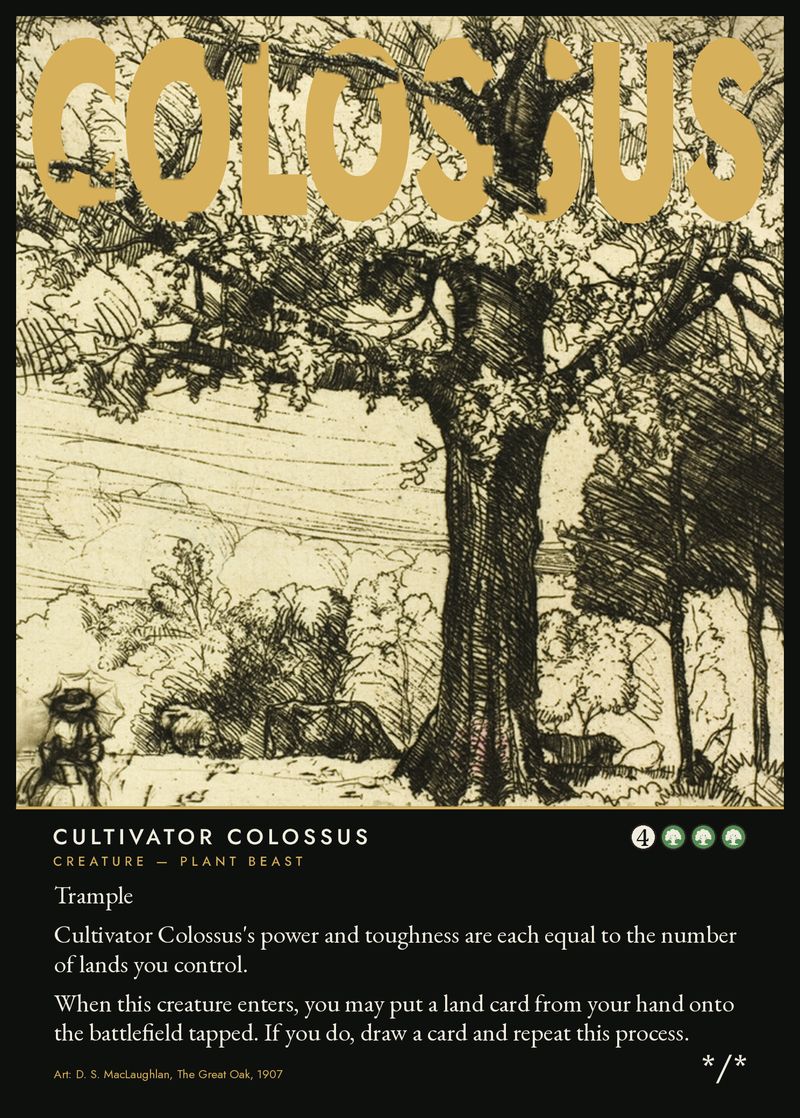 COLOSSUS
CULTIVATOR COLOSSUS
4
CREATURE — PLANT BEAST
Trample
Cultivator Colossus's power and toughness are each equal to the number
of lands you control.
When this creature enters, you may put a land card from your hand onto
the battlefield tapped. If you do, draw a card and repeat this process.
*/*
Art: D. S. MacLaughlan, The Great Oak, 1907